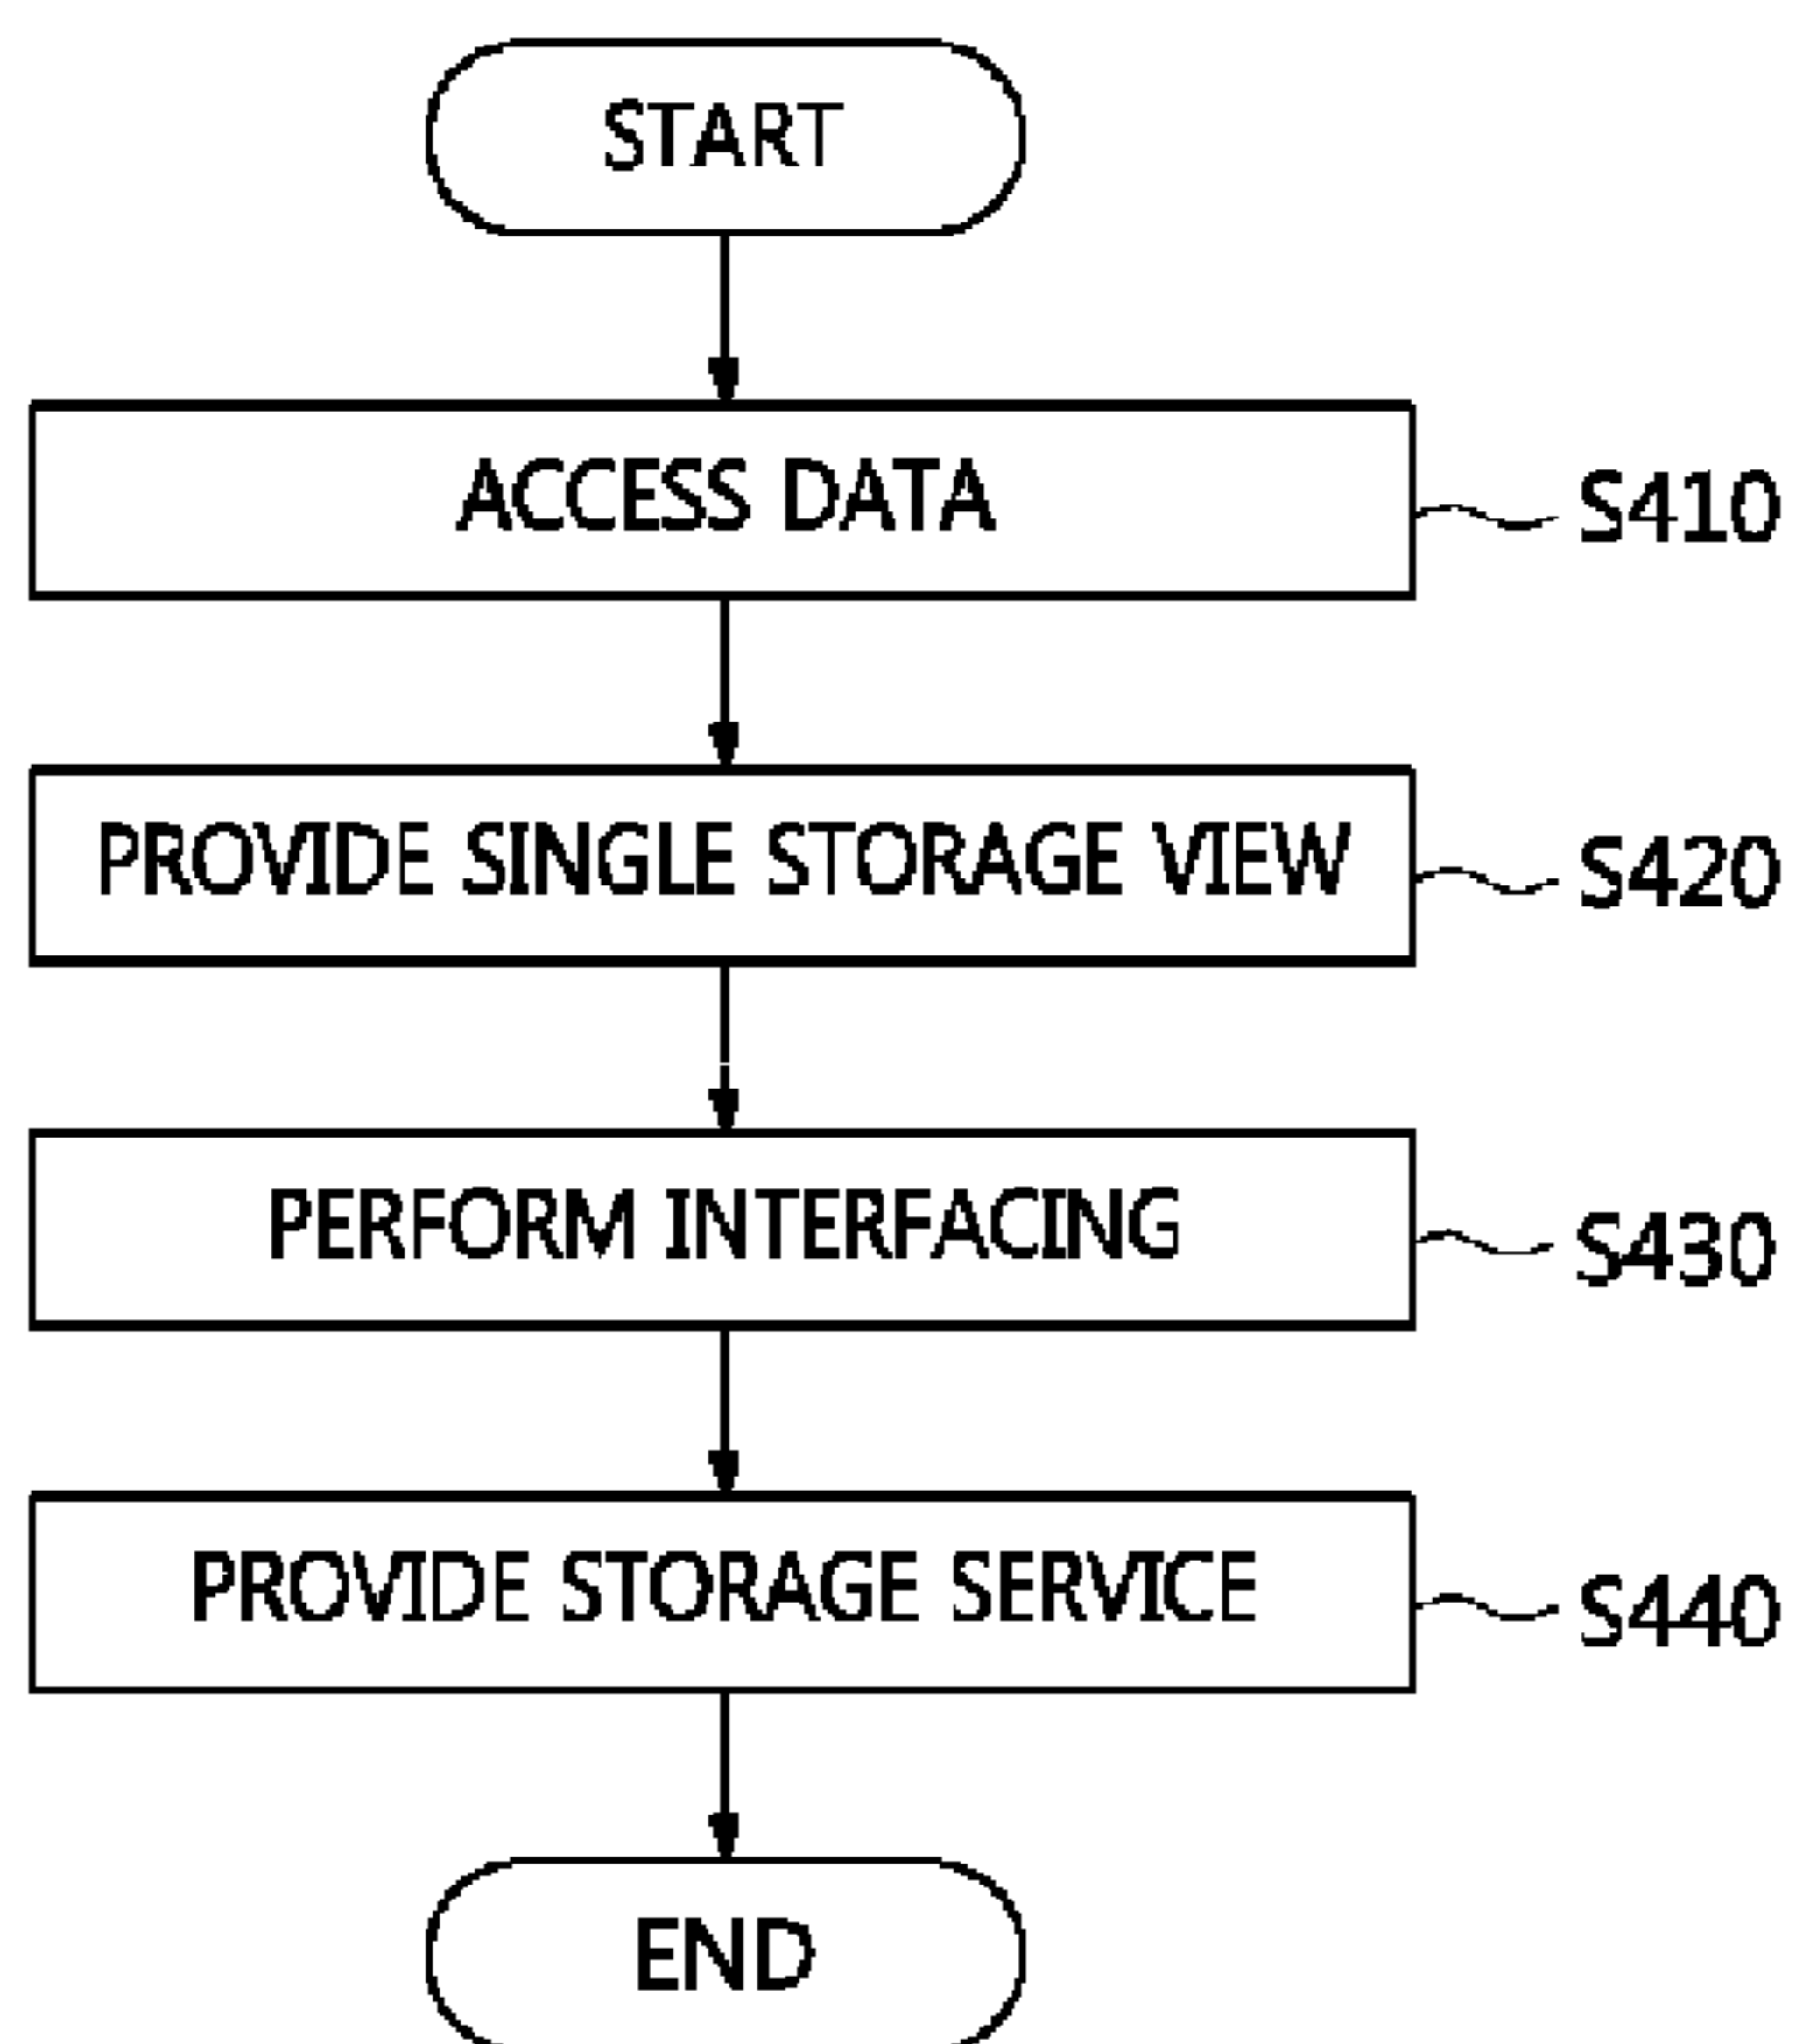 START
ACCESS DATA
S410
PROVIDE SINGLE STORAGE VIEW
S420
PERFORM INTERFACING
S430
PROVIDE STORAGE SERVICE
S440
END